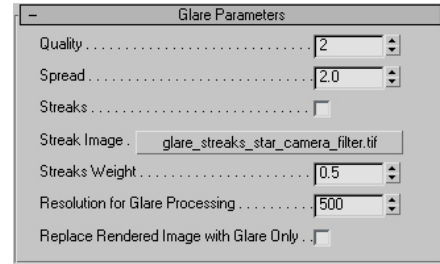 - Glare Parameters
Quality . . . . . . . . . . . . . . . . . . . . . . . . . . . . . 2
Spread . . . . . . . . . . . . . . . . . . . . . . . . . . . . . 2.0
Streaks . . . . . . . . . . . . . . . . . . . . . . . . . . . . .
Streak Image . glare_streaks_star_camera_filter.tif
Streaks Weight . . . . . . . . . . . . . . . . . . . . . . 0.5
Resolution for Glare Processing . . . . . . . . . . 500
Replace Rendered Image with Glare Only . .